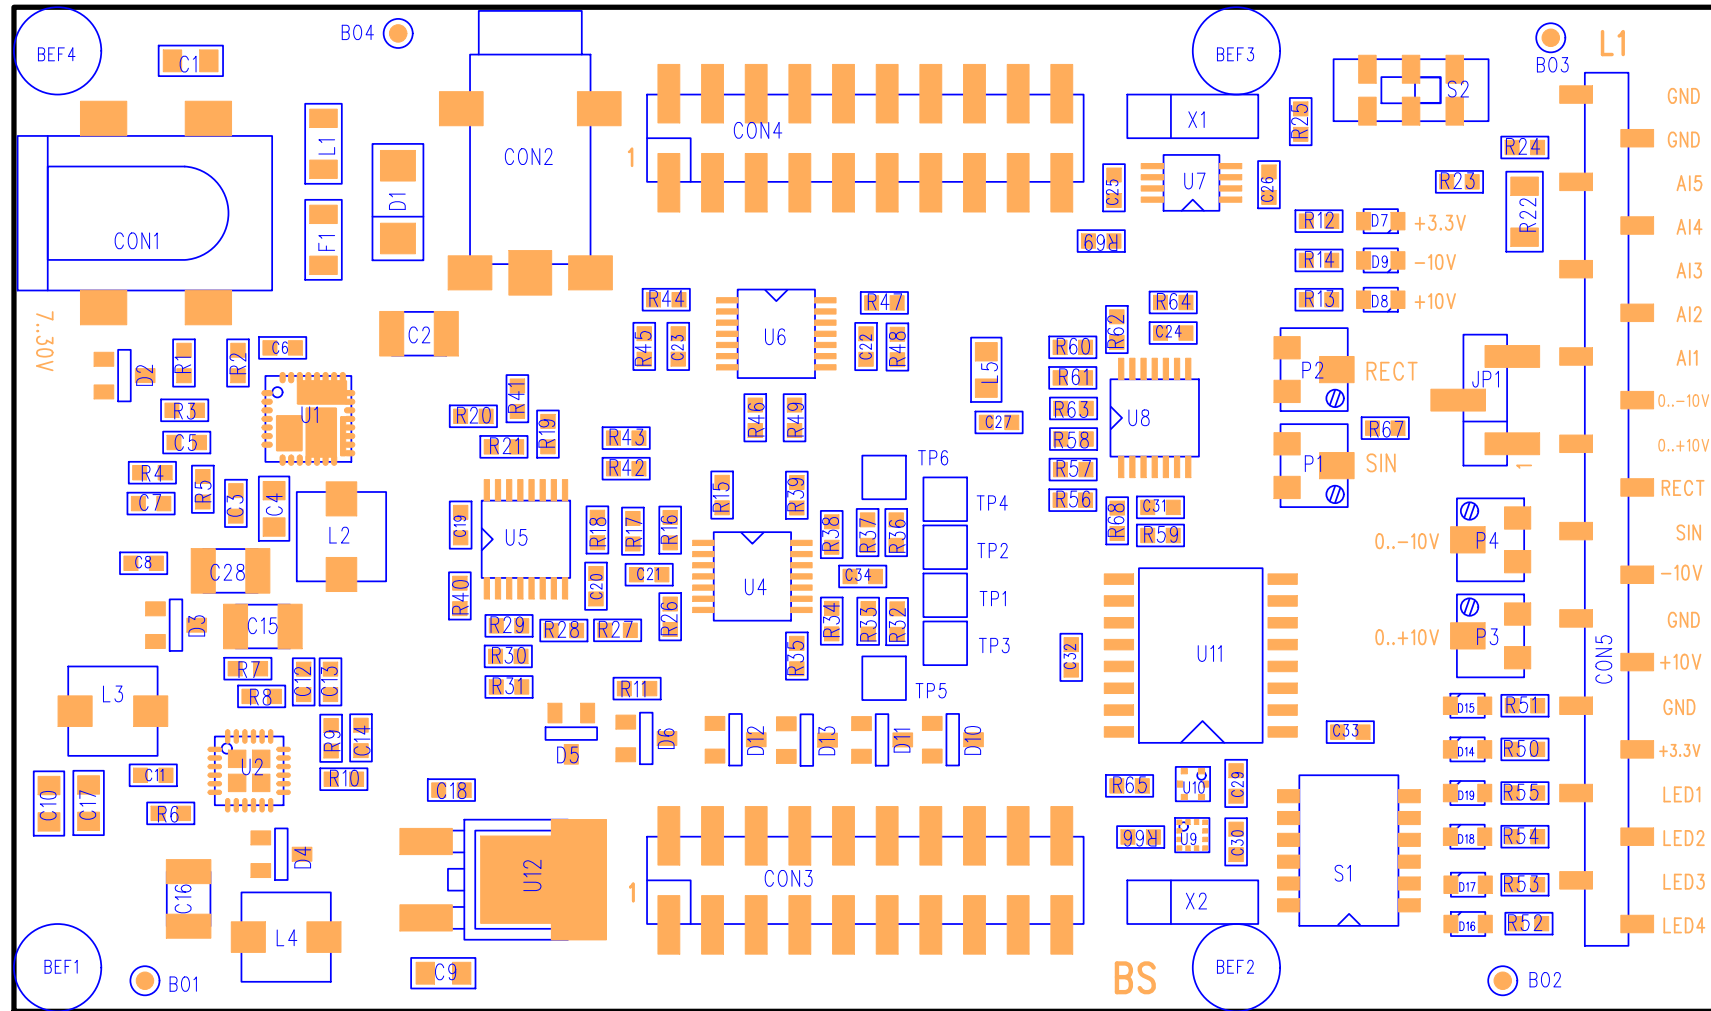 BEF4
C1
BO4
CON2
CON4
1
BEF3
X1
R25
S2
BO3
L1
GND
GND
AI5
AI4
AI3
AI2
AI1
0..-10V
0..+10V
RECT
SIN
-10V
GND
+10V
GND
+3.3V
LED1
LED2
LED3
LED4
CON5
CON1
L1
F1
D1
C25
U7
C26
R24
R23
R22
R69
R12
D7
+3.3V
R14
D9
-10V
R13
D8
+10V
7..30V
D2
R1
R2
C6
C2
R44
R45
C23
U6
R47
C22
R48
L5
R60
R62
R64
C24
R61
R63
R58
R57
R56
U8
P2
RECT
JP1
1
R67
P1
SIN
R3
U1
C5
R4
C7
R5
C3
C4
L2
R20
R41
R21
R19
R43
R42
R46
R49
C27
TP6
TP4
TP2
TP1
TP3
TP5
R15
R39
C19
U5
R18
R17
R16
R38
R37
R36
R68
C31
R59
0..-10V
P4
C8
C28
R40
C20
C21
U4
C34
D3
C15
R29
R28
R27
R26
R34
R33
R32
R35
U11
C32
0..+10V
P3
R7
R8
C12
C13
R30
R31
R11
L3
U2
R9
C14
R10
C11
D5
D6
D12
D13
D11
D10
C33
D15
R51
D14
R50
D19
R55
D18
R54
D17
R53
D16
R52
C10
C17
R6
C18
R65
U10
C29
R66
U9
C30
S1
D4
C16
L4
U12
1
CON3
X2
BEF1
BO1
C9
BS
BEF2
BO2